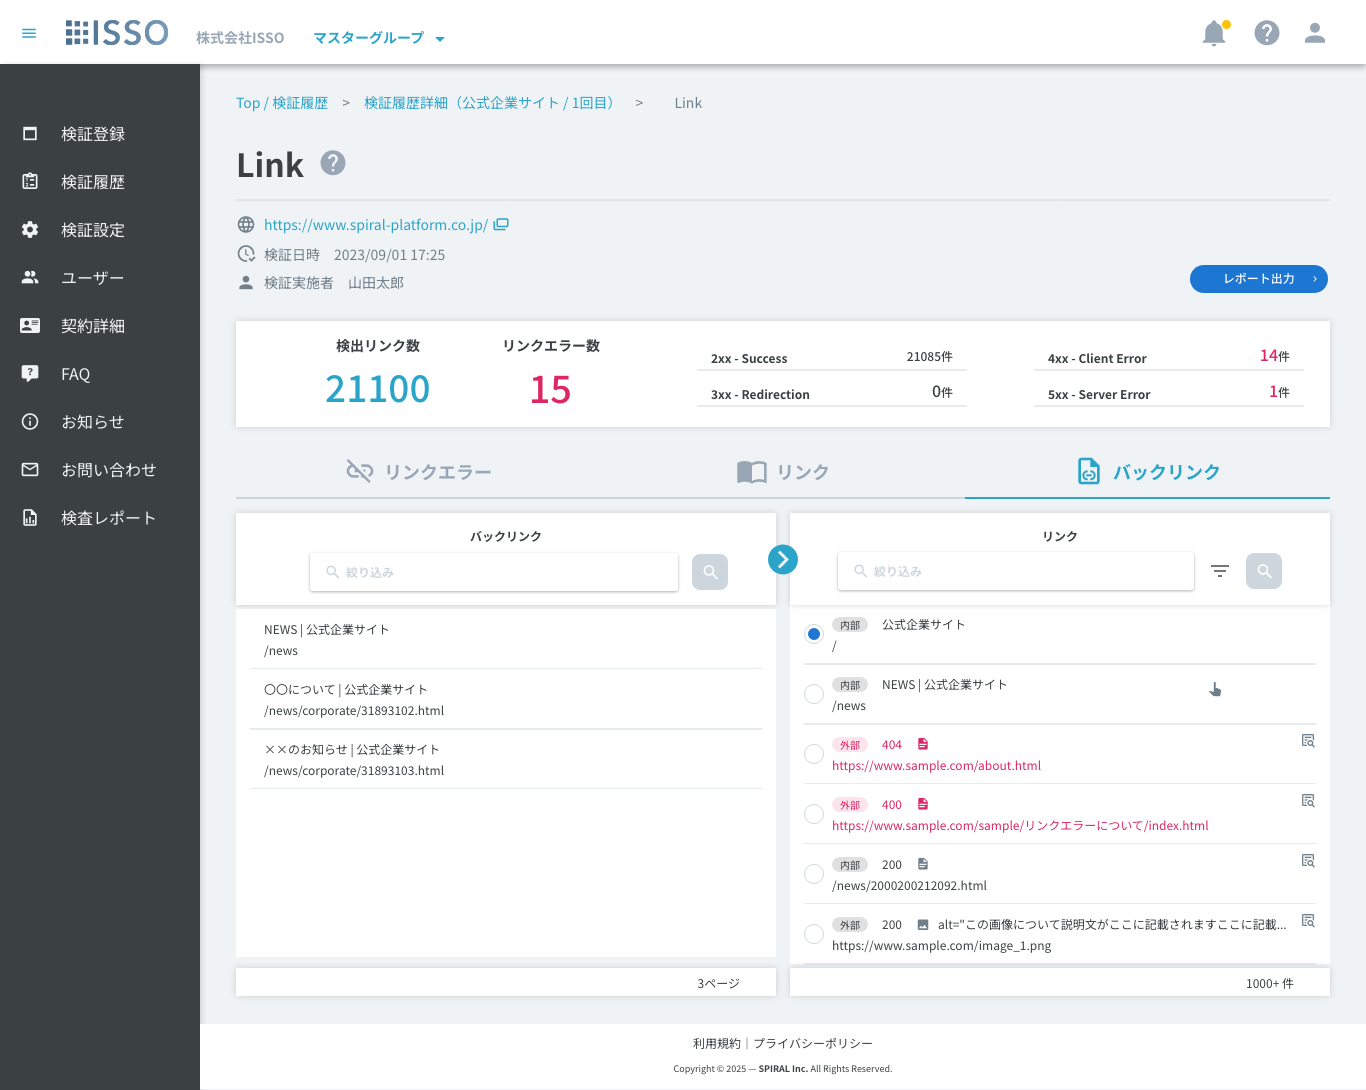 ISSO
株式会社ISSO
マスターグループ
検証登録
検証履歴
検証設定
ユーザー
契約詳細
FAQ
お知らせ
お問い合わせ
検査レポート
Top / 検証履歴 > 検証履歴詳細（公式企業サイト / 1回目） > Link
Link
https://www.spiral-platform.co.jp/
検証日時 2023/09/01 17:25
検証実施者 山田太郎
レポート出力
検出リンク数
21100
リンクエラー数
15
2xx - Success 21085件
3xx - Redirection 0件
4xx - Client Error 14件
5xx - Server Error 1件
リンクエラー
リンク
バックリンク
バックリンク
絞り込み
NEWS | 公式企業サイト
/news
〇〇について | 公式企業サイト
/news/corporate/31893102.html
××のお知らせ | 公式企業サイト
/news/corporate/31893103.html
3ページ
リンク
絞り込み
内部 公式企業サイト
/
内部 NEWS | 公式企業サイト
/news
外部 404
https://www.sample.com/about.html
外部 400
https://www.sample.com/sample/リンクエラーについて/index.html
内部 200
/news/2000200212092.html
外部 200 alt="この画像について説明文がここに記載されますここに記載...
https://www.sample.com/image_1.png
1000+ 件
利用規約｜プライバシーポリシー
Copyright © 2025 — SPIRAL Inc. All Rights Reserved.